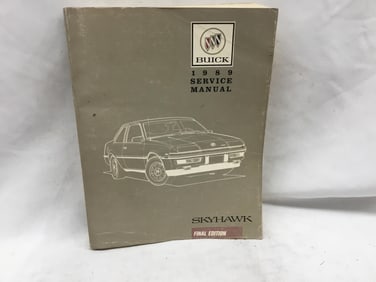 BUICK
1989
SERVICE
MANUAL
SKYHAWK
FINAL EDITION